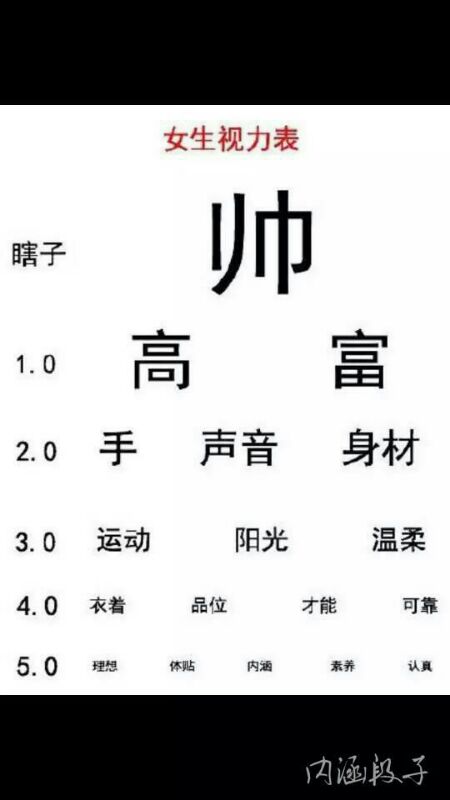 女生视力表
瞎子 帅
1.0 高 富
2.0 手 声音 身材
3.0 运动 阳光 温柔
4.0 衣着 品位 才能 可靠
5.0 理想 体贴 内涵 素养 认真
内涵段子